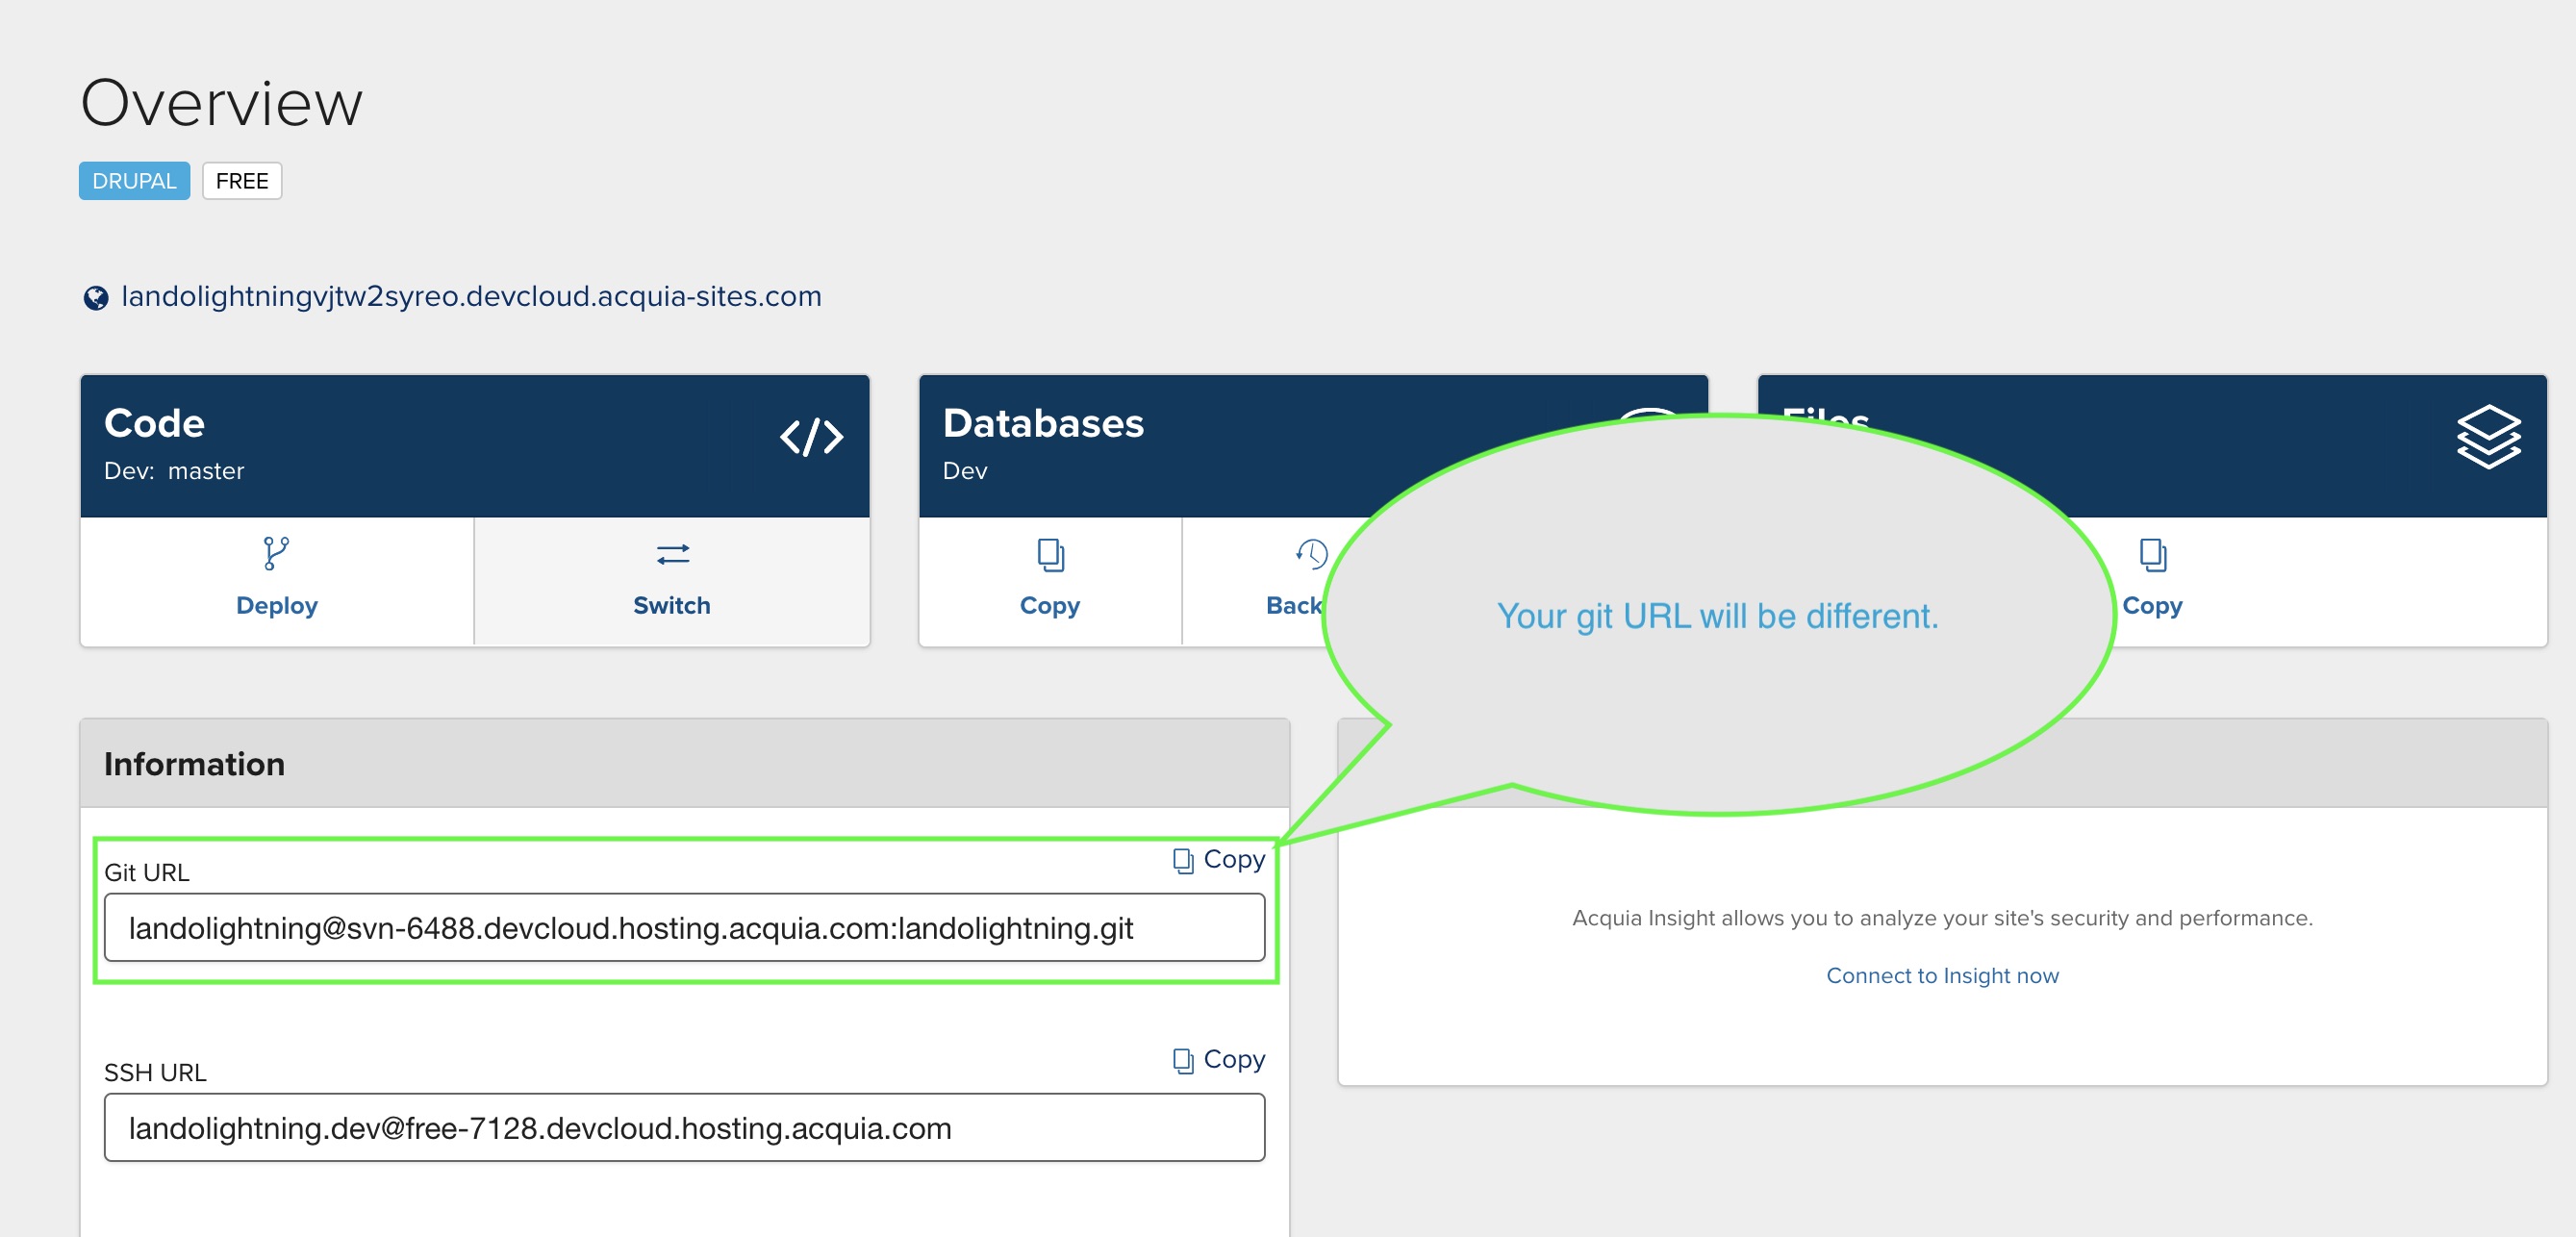 Overview
DRUPAL FREE
landolightningvjtw2syreo.devcloud.acquia-sites.com
Code
Dev: master
Deploy
Switch
Databases
Dev
Copy
Files
Copy
Your git URL will be different.
Information
Git URL
Copy
landolightning@svn-6488.devcloud.hosting.acquia.com:landolightning.git
SSH URL
Copy
landolightning.dev@free-7128.devcloud.hosting.acquia.com
Acquia Insight allows you to analyze your site's security and performance.
Connect to Insight now